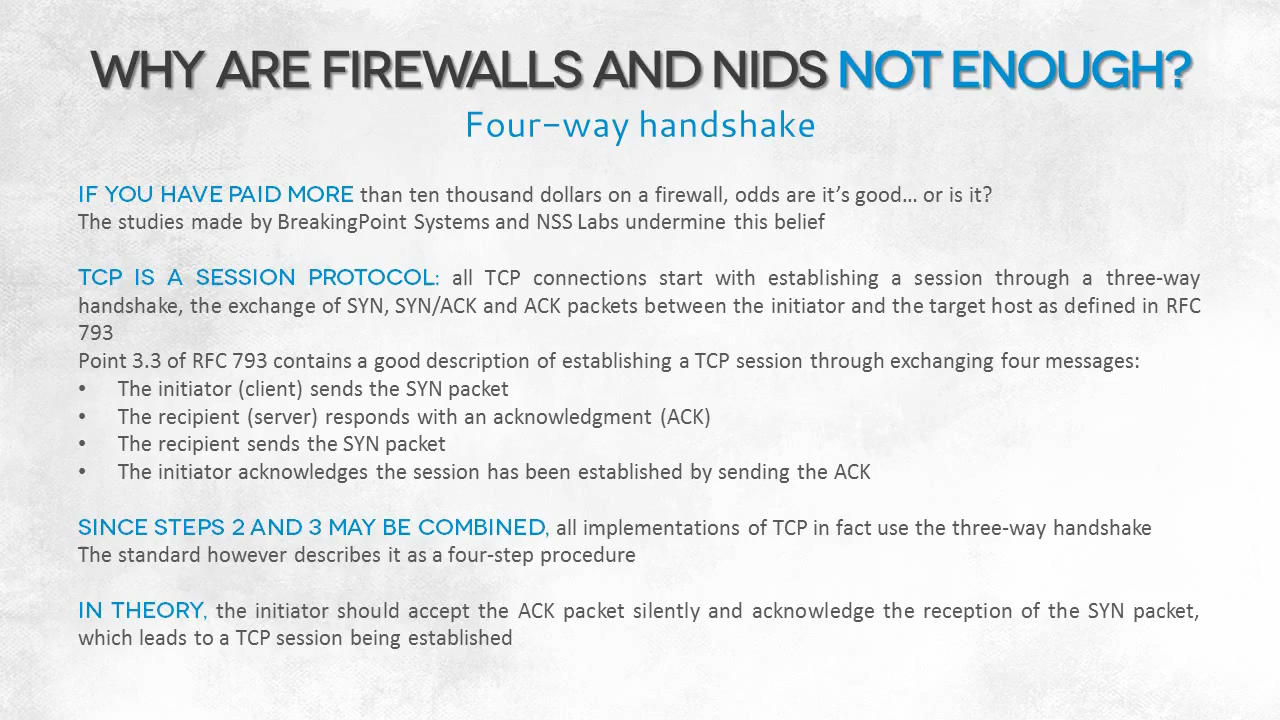 WHY ARE FIREWALLS AND NIDS NOT ENOUGH?
Four-way handshake
IF YOU HAVE PAID MORE than ten thousand dollars on a firewall, odds are it’s good… or is it?
The studies made by BreakingPoint Systems and NSS Labs undermine this belief
TCP IS A SESSION PROTOCOL: all TCP connections start with establishing a session through a three-way
handshake, the exchange of SYN, SYN/ACK and ACK packets between the initiator and the target host as defined in RFC
793
Point 3.3 of RFC 793 contains a good description of establishing a TCP session through exchanging four messages:
• The initiator (client) sends the SYN packet
• The recipient (server) responds with an acknowledgment (ACK)
• The recipient sends the SYN packet
• The initiator acknowledges the session has been established by sending the ACK
SINCE STEPS 2 AND 3 MAY BE COMBINED, all implementations of TCP in fact use the three-way handshake
The standard however describes it as a four-step procedure
IN THEORY, the initiator should accept the ACK packet silently and acknowledge the reception of the SYN packet,
which leads to a TCP session being established